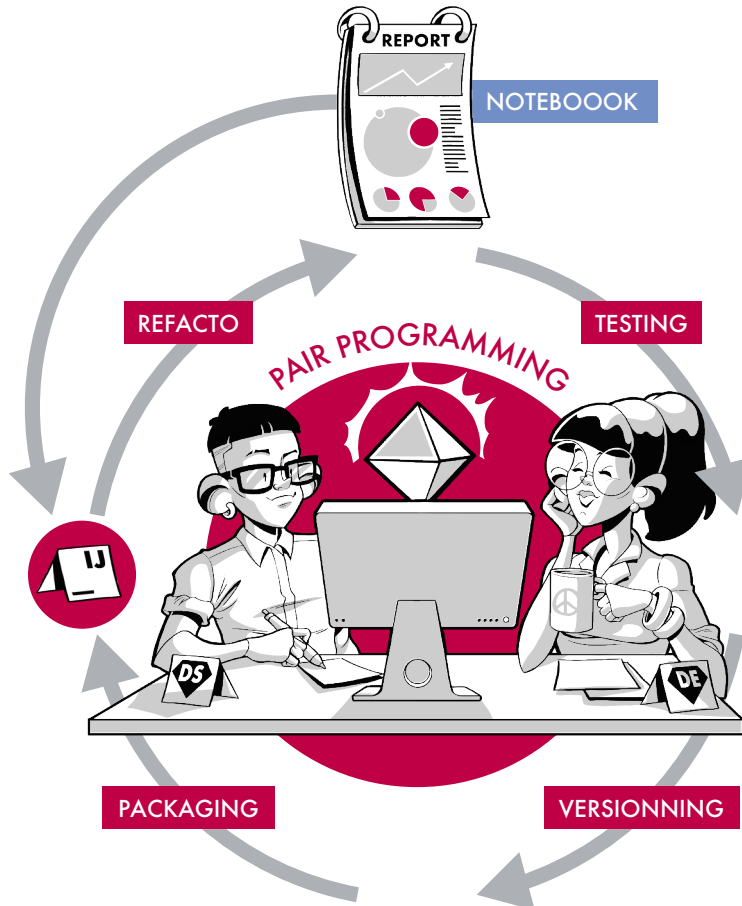 REPORT
NOTEBOOOK
REFACTO
TESTING
PAIR PROGRAMMING
IJ
DS
DE
PACKAGING
VERSIONNING